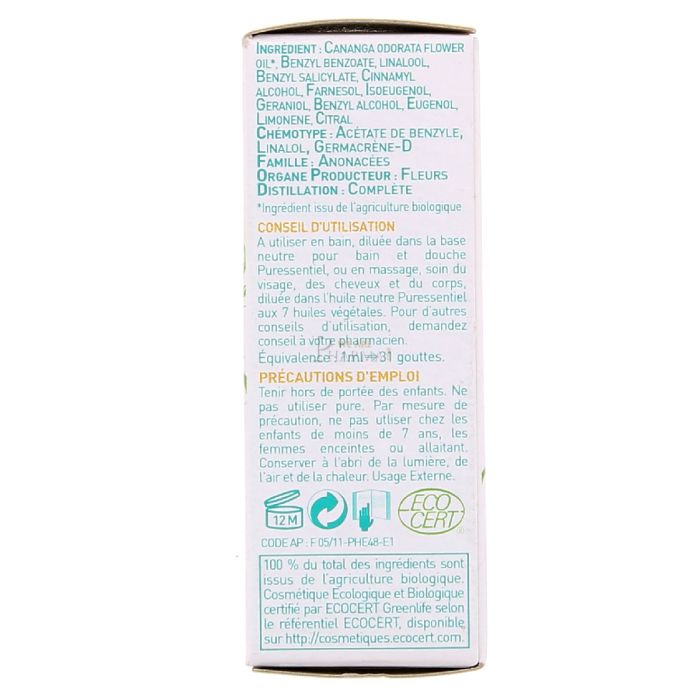 INGRÉDIENT : CANANGA ODORATA FLOWER
OIL*, BENZYL BENZOATE, LINALOOL,
BENZYL SALICYLATE, CINNAMYL
ALCOHOL, FARNESOL, ISOEUGENOL,
GERANIOL, BENZYL ALCOHOL, EUGENOL,
LIMONENE, CITRAL
CHÉMOTYPE : ACÉTATE DE BENZYLE,
LINALOL, GERMACRÈNE-D
FAMILLE : ANONACÉES
ORGANE PRODUCTEUR : FLEURS
DISTILLATION : COMPLÈTE
*Ingrédient issu de l'agriculture biologique
CONSEIL D'UTILISATION
A utiliser en bain, diluée dans la base
neutre pour bain et douche
Puressentiel, ou en massage, soin du
visage, des cheveux et du corps,
diluée dans l'huile neutre Puressentiel
aux 7 huiles végétales. Pour d'autres
conseils d'utilisation, demandez
conseil à votre pharmacien.
Équivalence : 1ml=31 gouttes.
PRÉCAUTIONS D'EMPLOI
Tenir hors de portée des enfants. Ne
pas utiliser pure. Par mesure de
précaution, ne pas utliser chez les
enfants de moins de 7 ans, les
femmes enceintes ou allaitant.
Conserver à l'abri de la lumière, de
l'air et de la chaleur. Usage Externe.
12 M
ECO
CERT
CODE AP : F 05/11-PHE48-E1
100 % du total des ingrédients sont
issus de l'agriculture biologique.
Cosmétique Ecologique et Biologique
certifié par ECOCERT Greenlife selon
le référentiel ECOCERT, disponible
sur http://cosmetiques.ecocert.com.